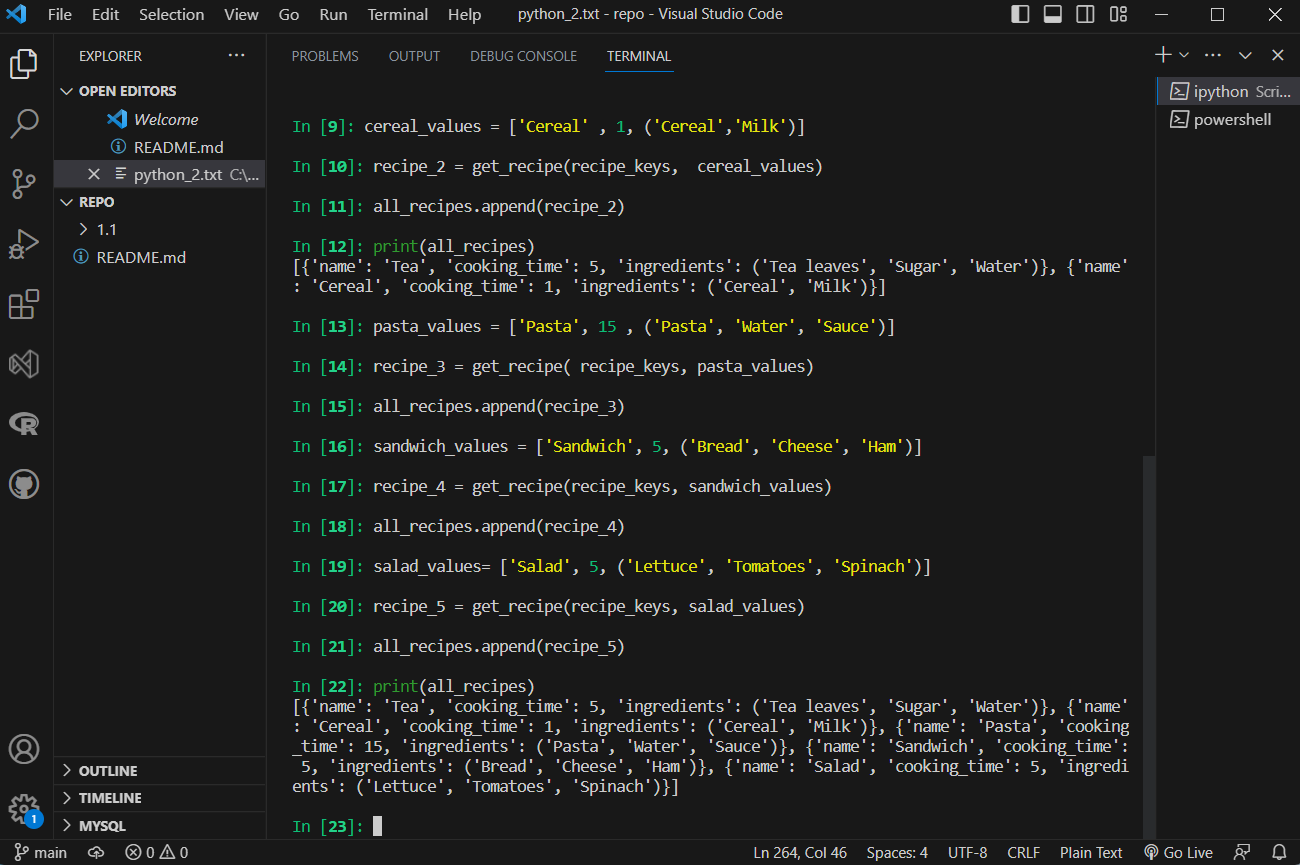 File Edit Selection View Go Run Terminal Help python_2.txt - repo - Visual Studio Code
EXPLORER ...
OPEN EDITORS
Welcome
README.md
python_2.txt C:\...
REPO
1.1
README.md
OUTLINE
TIMELINE
MYSQL
PROBLEMS OUTPUT DEBUG CONSOLE TERMINAL
In [9]: cereal_values = ['Cereal' , 1, ('Cereal','Milk')]
In [10]: recipe_2 = get_recipe(recipe_keys,  cereal_values)
In [11]: all_recipes.append(recipe_2)
In [12]: print(all_recipes)
[{'name': 'Tea', 'cooking_time': 5, 'ingredients': ('Tea leaves', 'Sugar', 'Water')}, {'name'
: 'Cereal', 'cooking_time': 1, 'ingredients': ('Cereal', 'Milk')}]
In [13]: pasta_values = ['Pasta', 15 , ('Pasta', 'Water', 'Sauce')]
In [14]: recipe_3 = get_recipe( recipe_keys, pasta_values)
In [15]: all_recipes.append(recipe_3)
In [16]: sandwich_values = ['Sandwich', 5, ('Bread', 'Cheese', 'Ham')]
In [17]: recipe_4 = get_recipe(recipe_keys, sandwich_values)
In [18]: all_recipes.append(recipe_4)
In [19]: salad_values= ['Salad', 5, ('Lettuce', 'Tomatoes', 'Spinach')]
In [20]: recipe_5 = get_recipe(recipe_keys, salad_values)
In [21]: all_recipes.append(recipe_5)
In [22]: print(all_recipes)
[{'name': 'Tea', 'cooking_time': 5, 'ingredients': ('Tea leaves', 'Sugar', 'Water')}, {'name'
: 'Cereal', 'cooking_time': 1, 'ingredients': ('Cereal', 'Milk')}, {'name': 'Pasta', 'cooking
_time': 15, 'ingredients': ('Pasta', 'Water', 'Sauce')}, {'name': 'Sandwich', 'cooking_time':
 5, 'ingredients': ('Bread', 'Cheese', 'Ham')}, {'name': 'Salad', 'cooking_time': 5, 'ingredi
ents': ('Lettuce', 'Tomatoes', 'Spinach')}]
In [23]:
ipython Scri...
powershell
1
main 0 0 Ln 264, Col 46 Spaces: 4 UTF-8 CRLF Plain Text Go Live